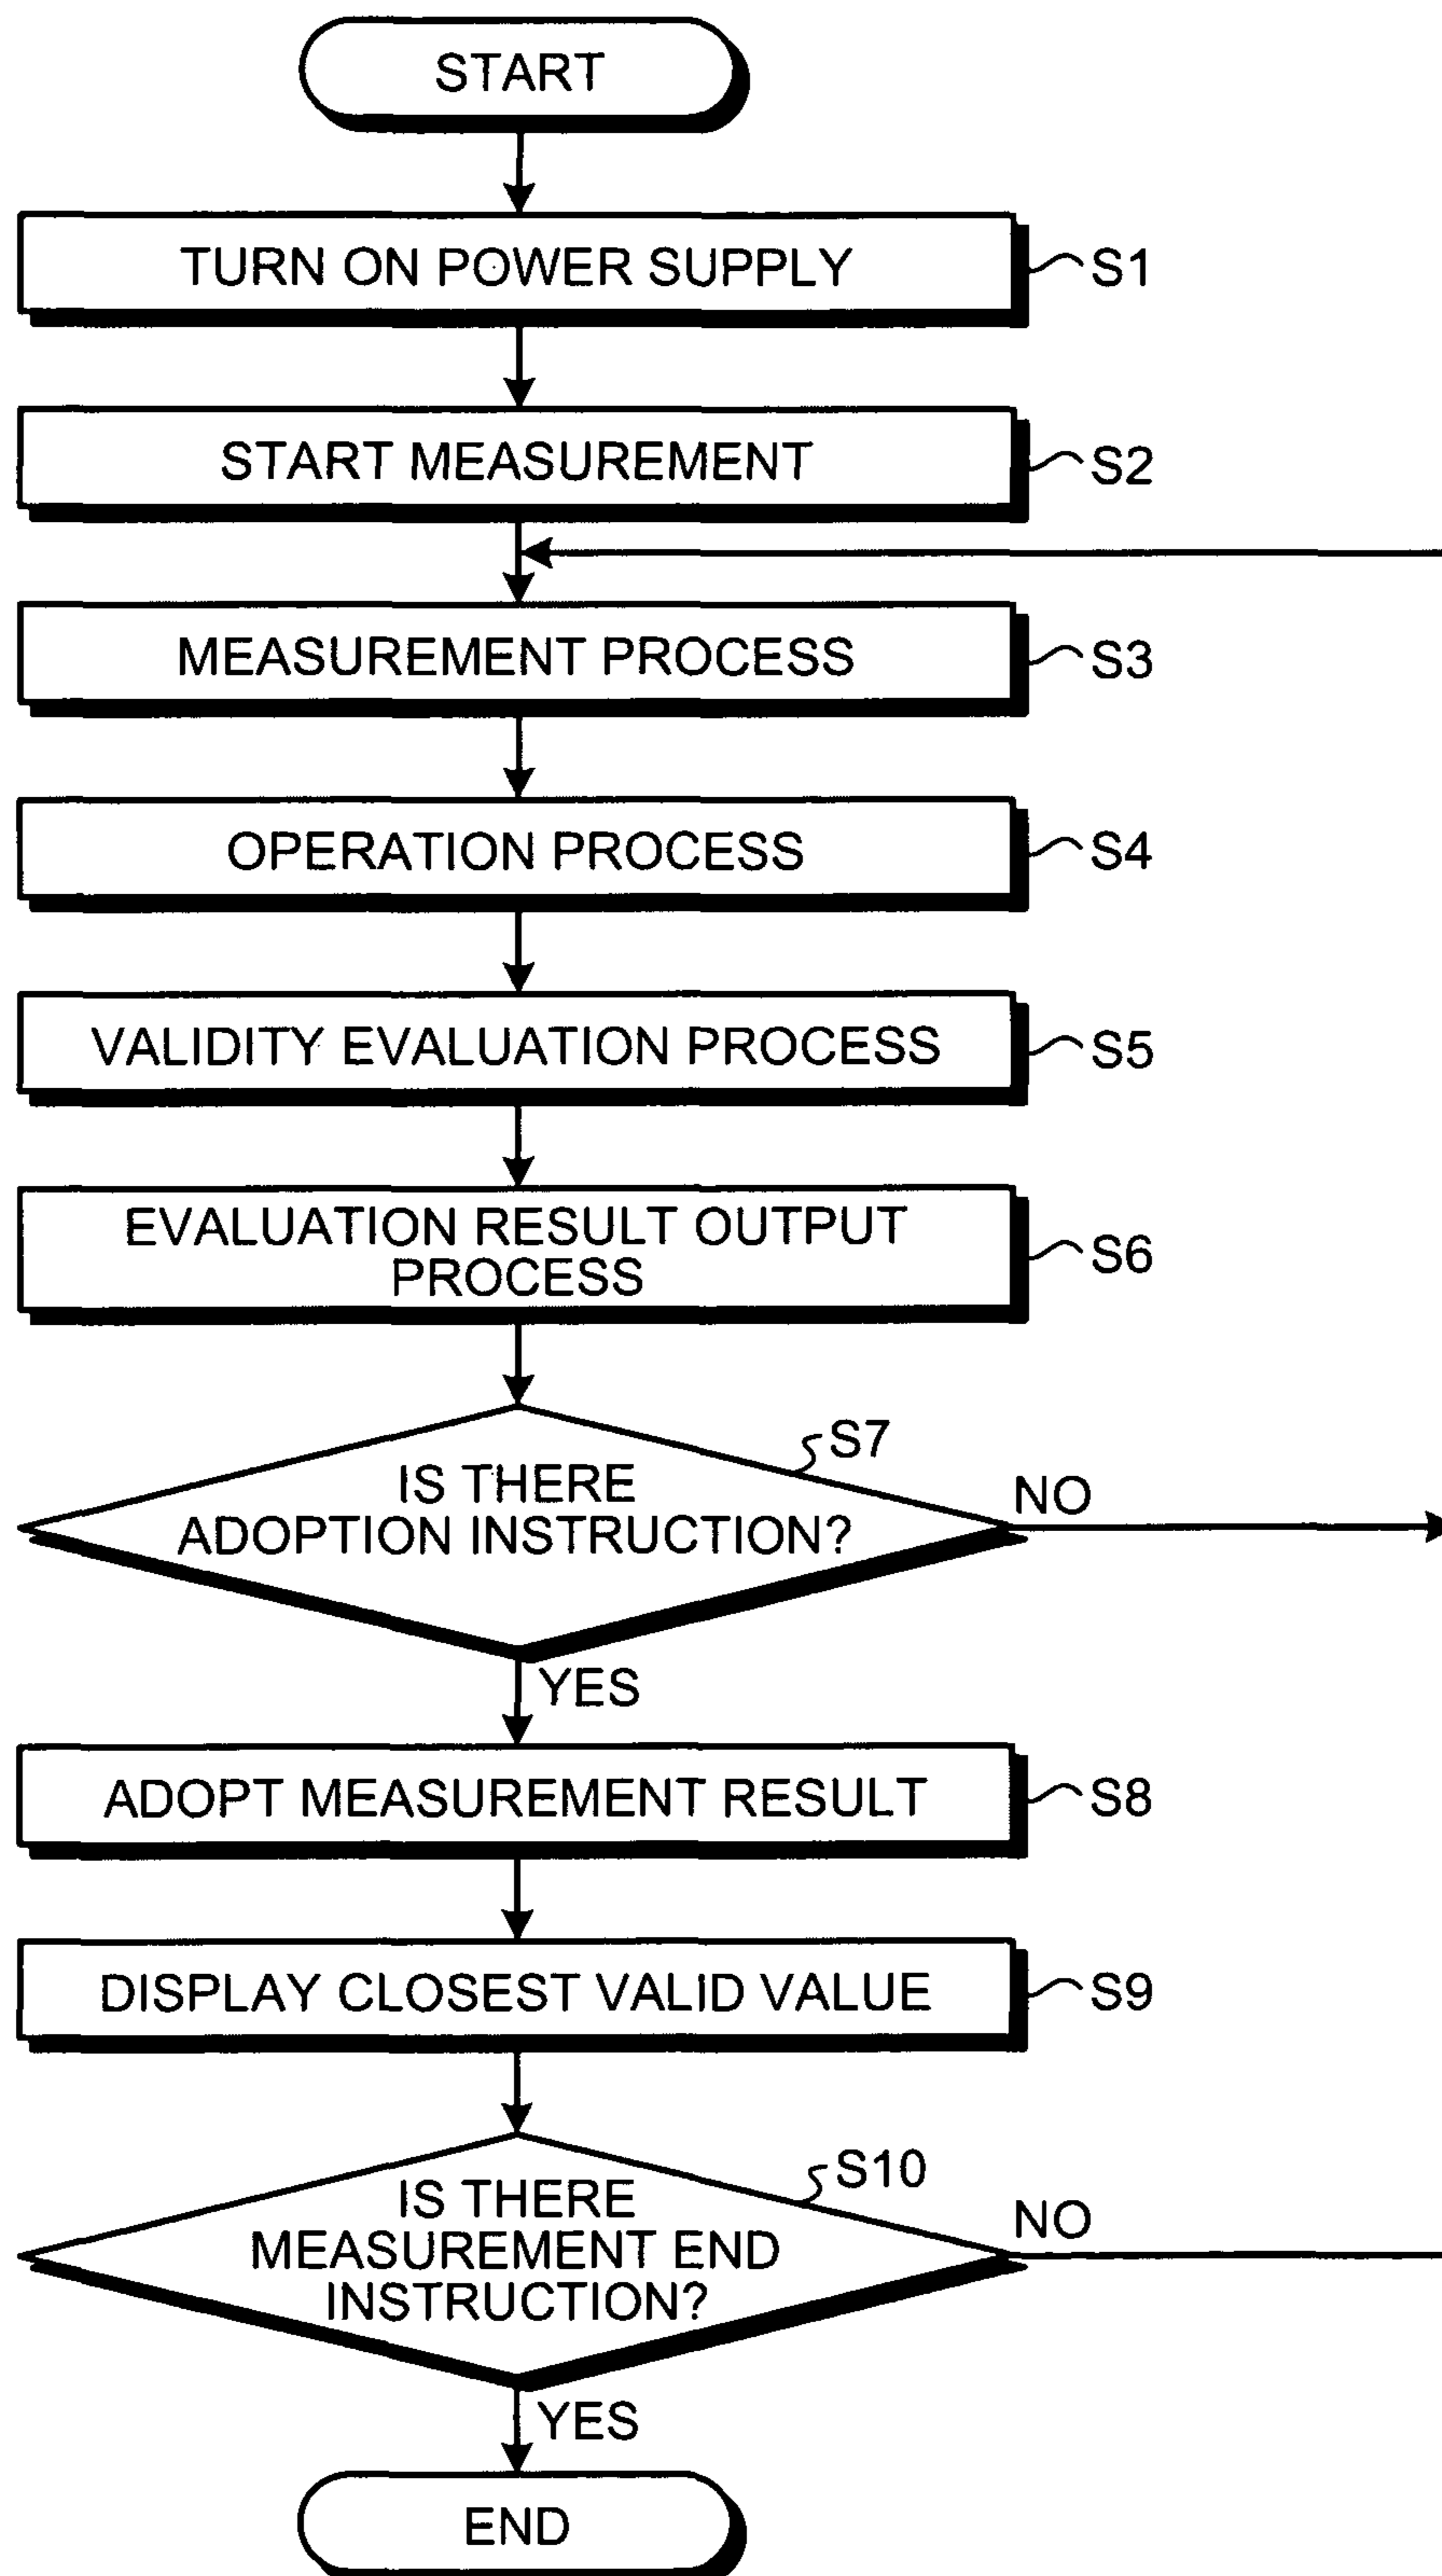 START
TURN ON POWER SUPPLY
S1
START MEASUREMENT
S2
MEASUREMENT PROCESS
S3
OPERATION PROCESS
S4
VALIDITY EVALUATION PROCESS
S5
EVALUATION RESULT OUTPUT
PROCESS
S6
S7
IS THERE
ADOPTION INSTRUCTION?
NO
YES
ADOPT MEASUREMENT RESULT
S8
DISPLAY CLOSEST VALID VALUE
S9
S10
IS THERE
MEASUREMENT END
INSTRUCTION?
NO
YES
END